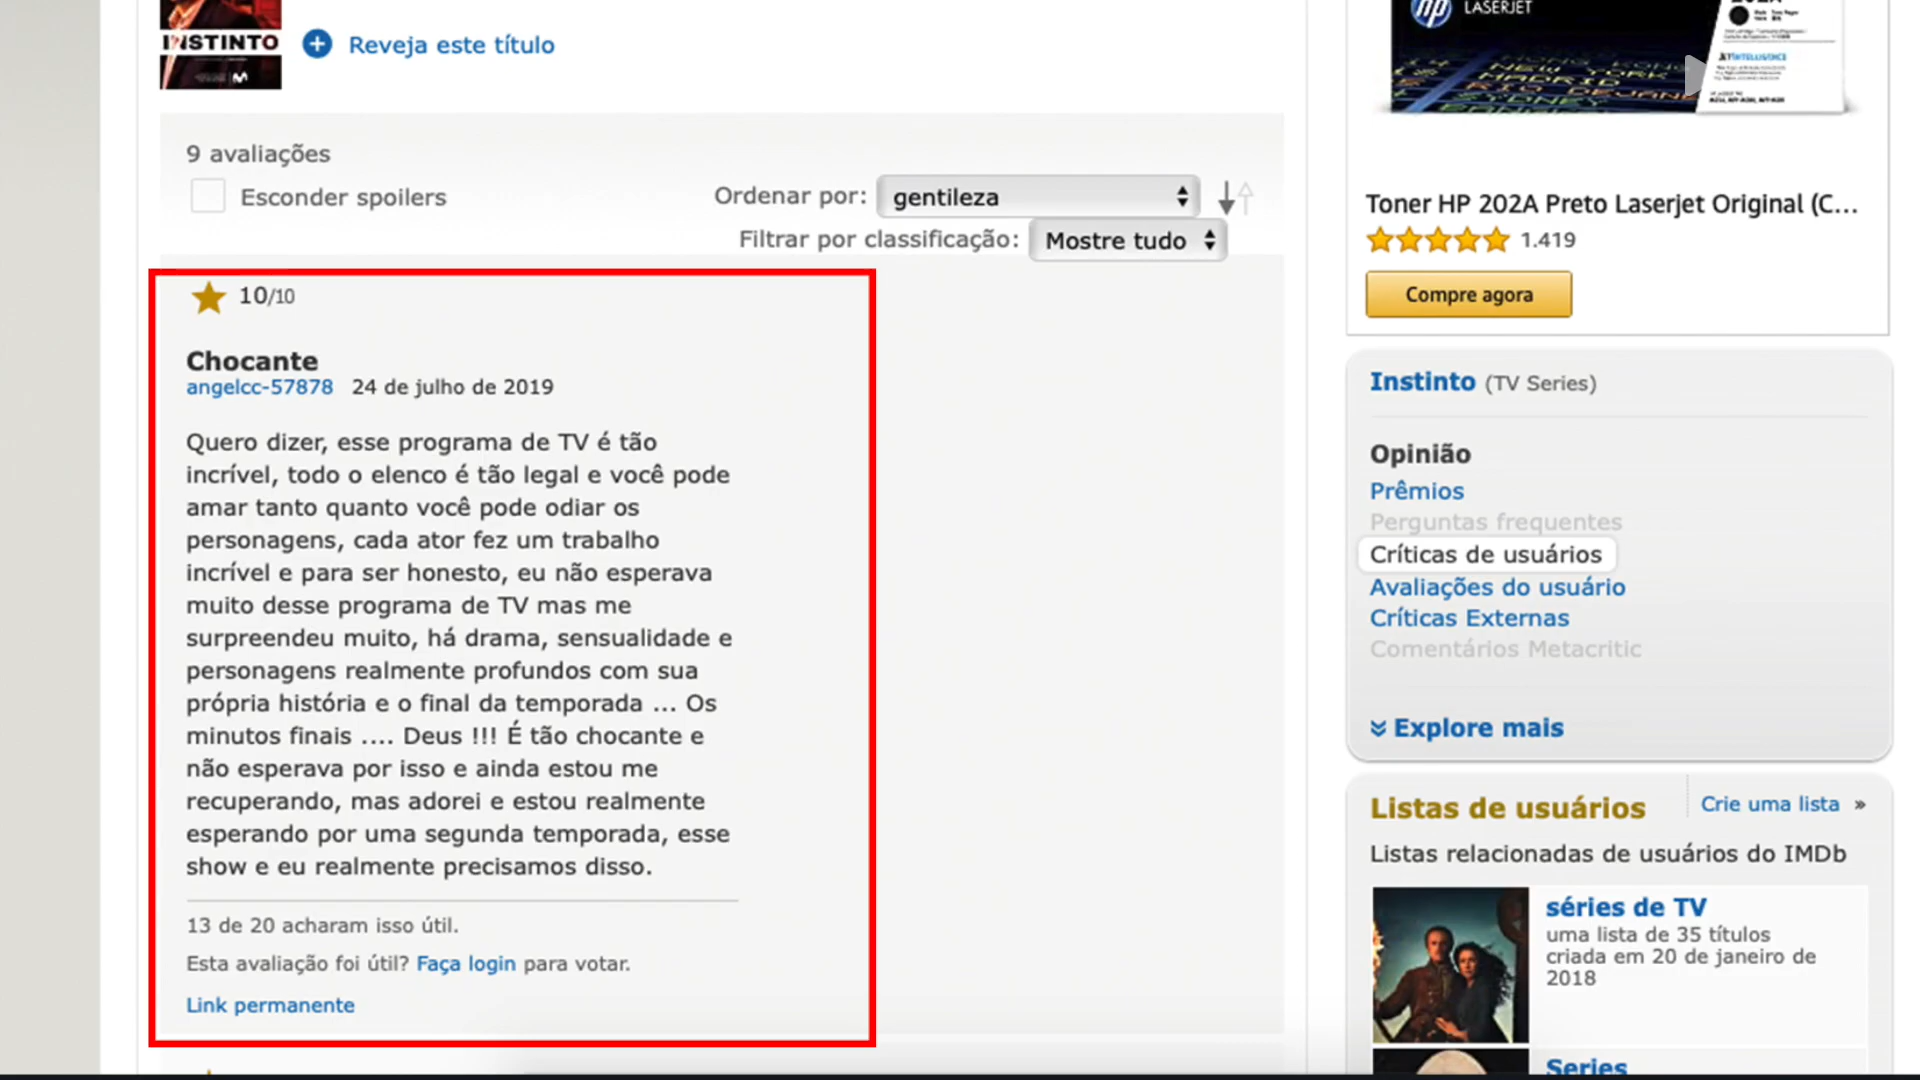 INSTINTO
Reveja este título
9 avaliações
Esconder spoilers
Ordenar por: gentileza
Filtrar por classificação: Mostre tudo
10/10
Chocante
angelcc-57878 24 de julho de 2019
Quero dizer, esse programa de TV é tão
incrível, todo o elenco é tão legal e você pode
amar tanto quanto você pode odiar os
personagens, cada ator fez um trabalho
incrível e para ser honesto, eu não esperava
muito desse programa de TV mas me
surpreendeu muito, há drama, sensualidade e
personagens realmente profundos com sua
própria história e o final da temporada ... Os
minutos finais .... Deus !!! É tão chocante e
não esperava por isso e ainda estou me
recuperando, mas adorei e estou realmente
esperando por uma segunda temporada, esse
show e eu realmente precisamos disso.
13 de 20 acharam isso útil.
Esta avaliação foi útil? Faça login para votar.
Link permanente
hp LASERJET
NEW YORK
MADRID RIO DE JANE
SYDNEY
JETINTELLIGENCE
Toner HP 202A Preto Laserjet Original (C...
1.419
Compre agora
Instinto (TV Series)
Opinião
Prêmios
Perguntas frequentes
Críticas de usuários
Avaliações do usuário
Críticas Externas
Comentários Metacritic
Explore mais
Listas de usuários
Crie uma lista »
Listas relacionadas de usuários do IMDb
séries de TV
uma lista de 35 títulos
criada em 20 de janeiro de
2018
Series